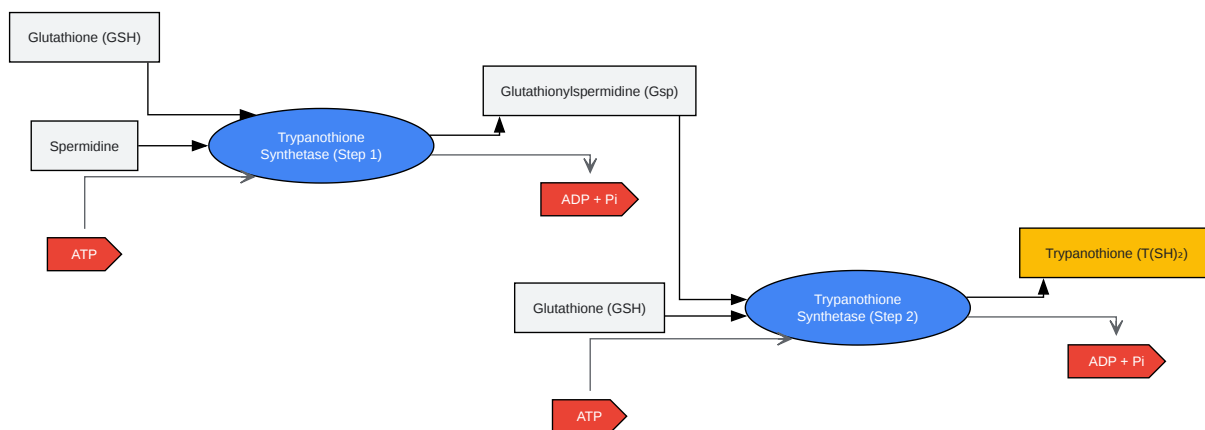 Glutathione (GSH)
Glutathionylspermidine (Gsp)
Trypanothione
Synthetase (Step 1)
Spermidine
ADP + Pi
ATP
Trypanothione (T(SH)₂)
Glutathione (GSH)
Trypanothione
Synthetase (Step 2)
ADP + Pi
ATP